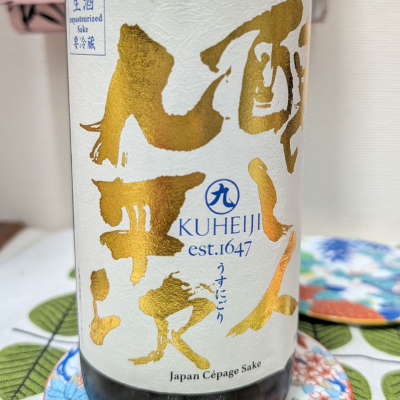 生酒
unpasteurized
Sake
要冷蔵
醸し人
九平次
九
KUHEIJI
est.1647
うすにごり
Japan Cépage Sake